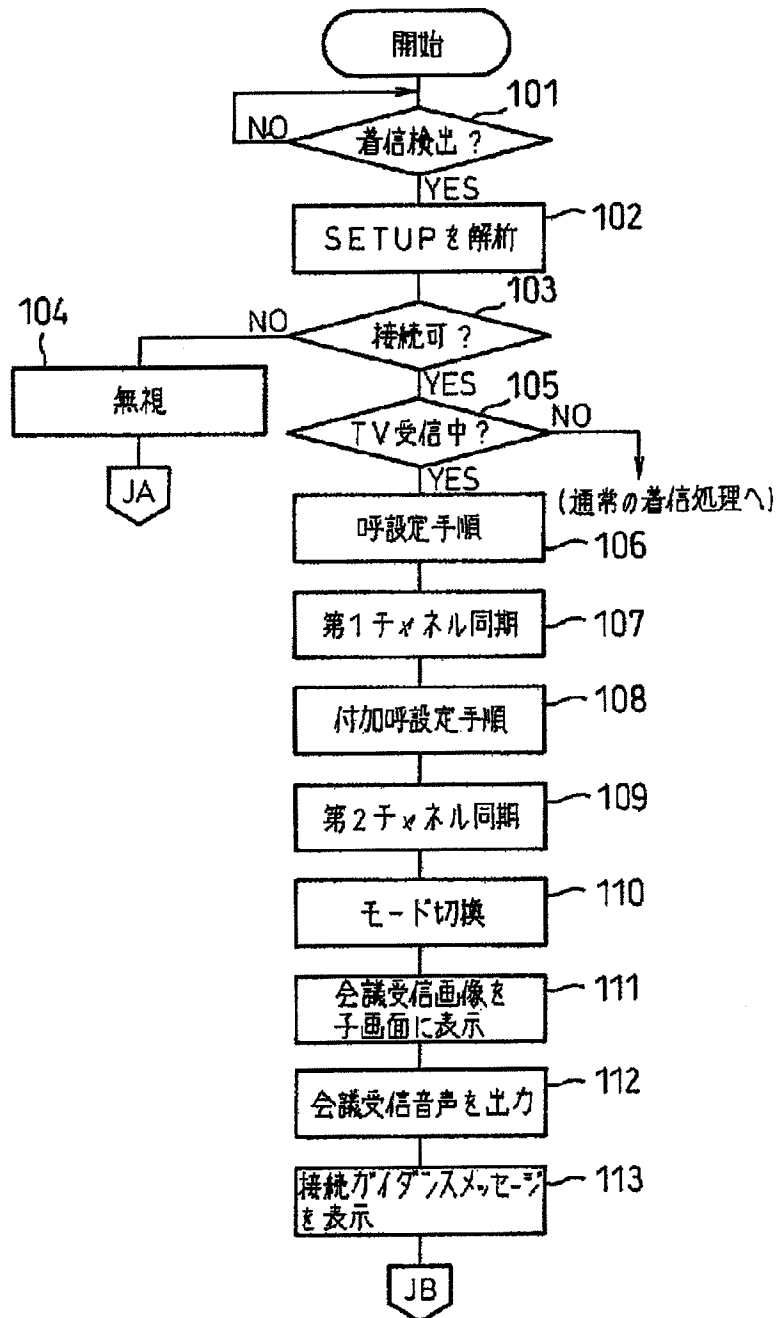 開始
101
着信検出?
NO
YES
SETUPを解析
102
103
接続可?
NO
104
無視
JA
YES
105
TV受信中?
NO
(通常の着信処理へ)
YES
呼設定手順
106
第1チャネル同期
107
付加呼設定手順
108
第2チャネル同期
109
モード切換
110
会議受信画像を
子画面に表示
111
会議受信音声を出力
112
接続ガイダンスメッセージ
を表示
113
JB